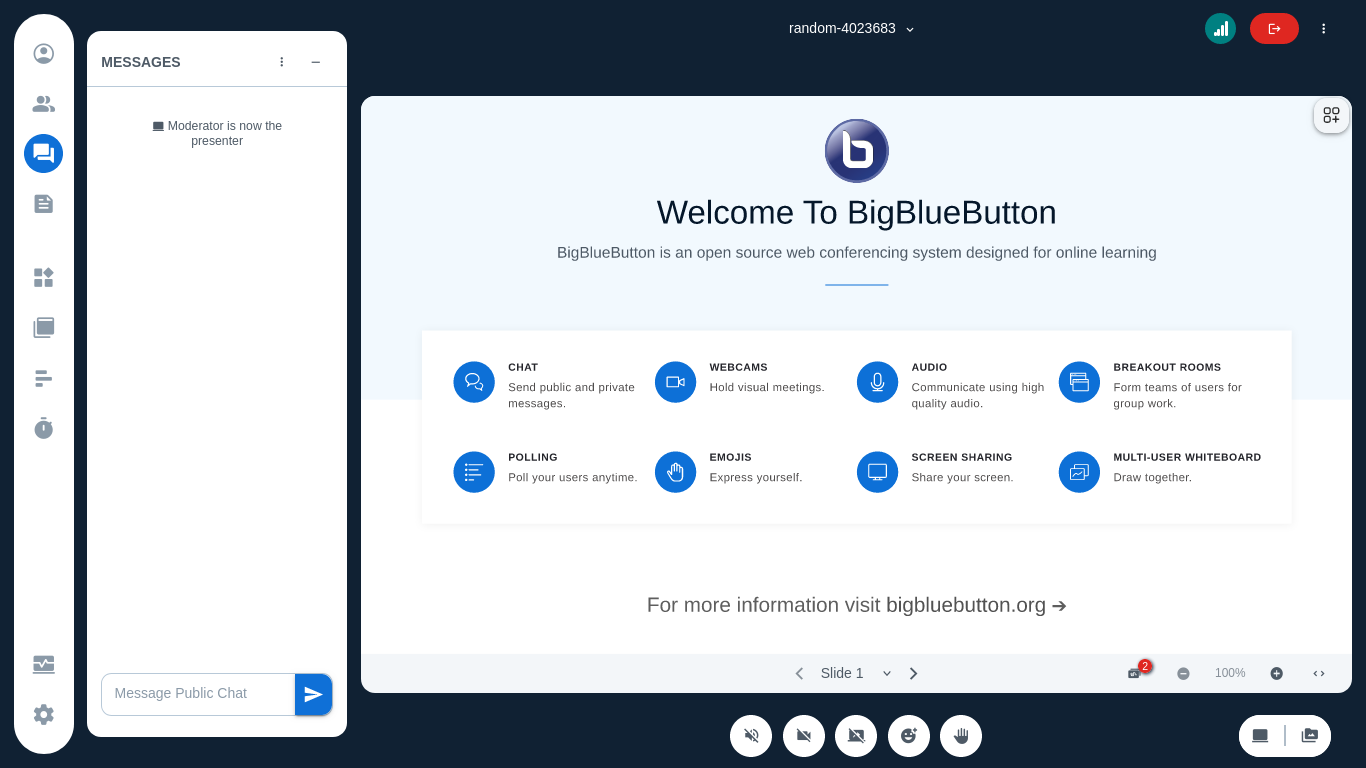 random-4023683
MESSAGES
Moderator is now the
presenter
Message Public Chat
Welcome To BigBlueButton
BigBlueButton is an open source web conferencing system designed for online learning
CHAT
Send public and private
messages.
WEBCAMS
Hold visual meetings.
AUDIO
Communicate using high
quality audio.
BREAKOUT ROOMS
Form teams of users for
group work.
POLLING
Poll your users anytime.
EMOJIS
Express yourself.
SCREEN SHARING
Share your screen.
MULTI-USER WHITEBOARD
Draw together.
For more information visit bigbluebutton.org ➔
Slide 1
2
100%